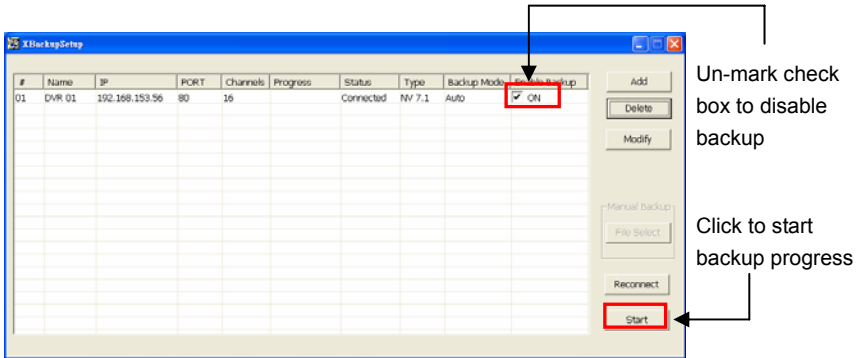 XBackupSetup
# Name IP PORT Channels Progress Status Type Backup Mode Enable Backup
01 DVR 01 192.168.153.56 80 16 Connected NV 7.1 Auto ON
Add
Delete
Modify
Manual Backup
File Select
Reconnect
Start
Un-mark check
box to disable
backup
Click to start
backup progress